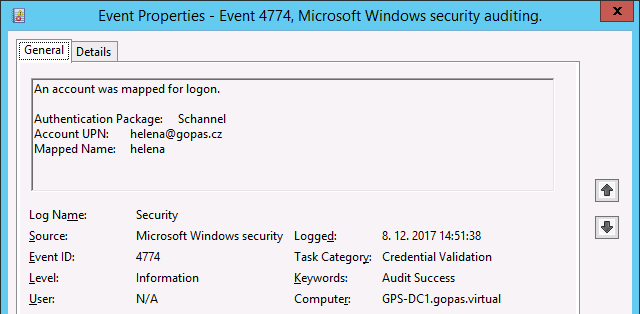 Event Properties - Event 4774, Microsoft Windows security auditing.
x
General Details
An account was mapped for logon.
Authentication Package: Schannel
Account UPN: helena@gopas.cz
Mapped Name: helena
Log Name: Security
Source: Microsoft Windows security Logged: 8. 12. 2017 14:51:38
Event ID: 4774 Task Category: Credential Validation
Level: Information Keywords: Audit Success
User: N/A Computer: GPS-DC1.gopas.virtual